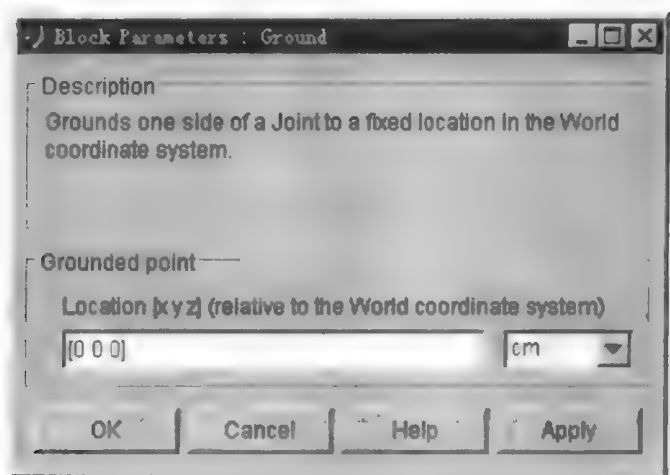 Block Parameters : Ground
Description
Grounds one side of a Joint to a fixed location in the World
coordinate system.
Grounded point
Location [x y z] (relative to the World coordinate system)
[0 0 0]
cm
OK
Cancel
Help
Apply